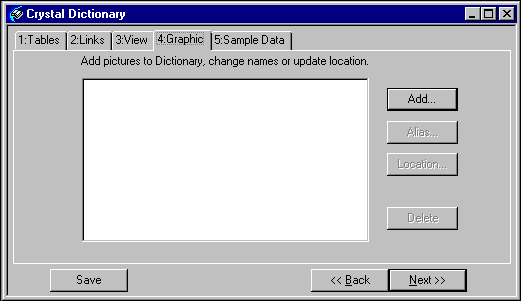 Crystal Dictionary
1:Tables 2:Links 3:View 4:Graphic 5:Sample Data
Add pictures to Dictionary, change names or update location.
Add...
Alias...
Location...
Delete
Save << Back Next >>